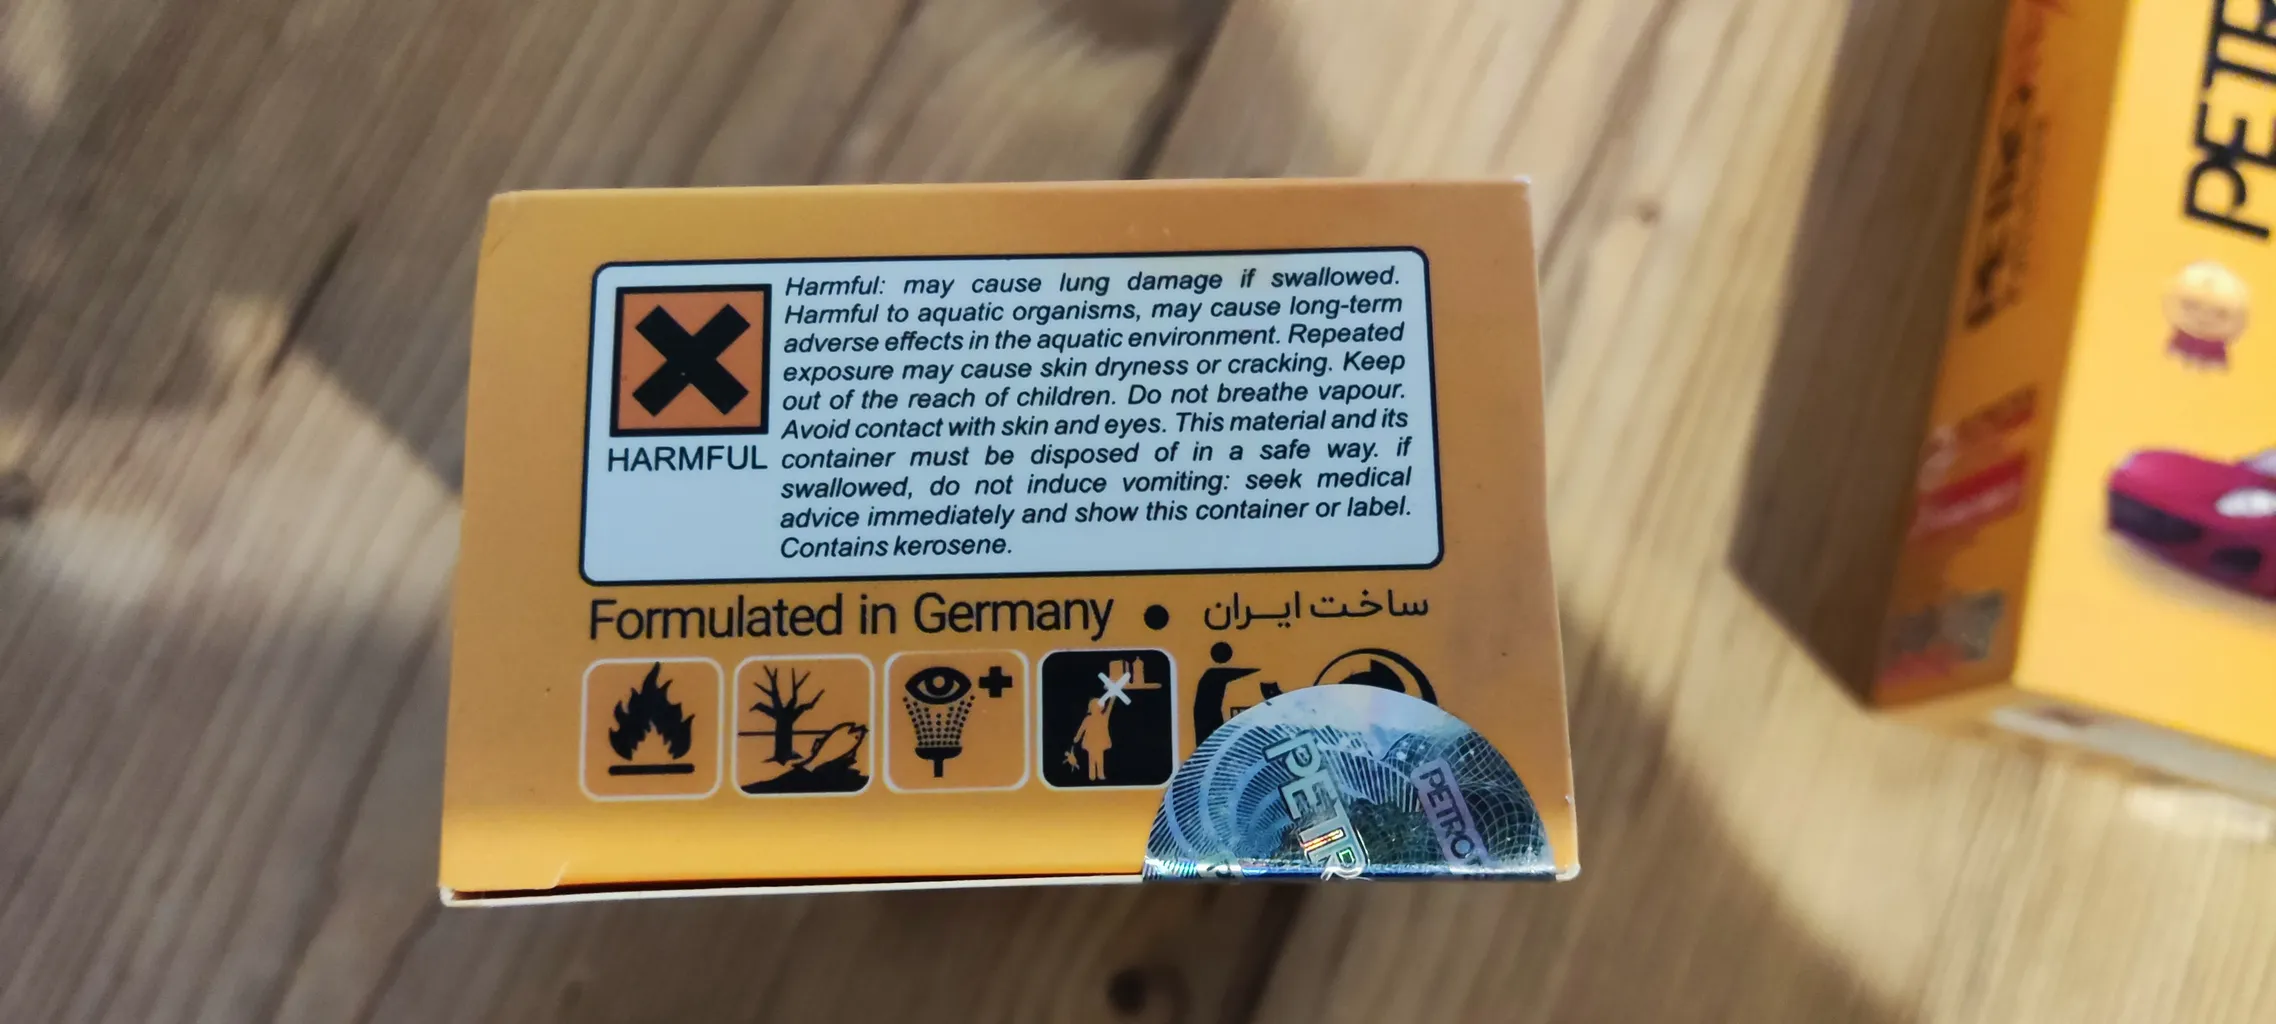 Harmful: may cause lung damage if swallowed.
Harmful to aquatic organisms, may cause long-term
adverse effects in the aquatic environment. Repeated
exposure may cause skin dryness or cracking. Keep
out of the reach of children. Do not breathe vapour.
Avoid contact with skin and eyes. This material and its
container must be disposed of in a safe way. if
swallowed, do not induce vomiting: seek medical
advice immediately and show this container or label.
Contains kerosene.
HARMFUL
Formulated in Germany • ساخت ایران
PETR
PETRO
PETR